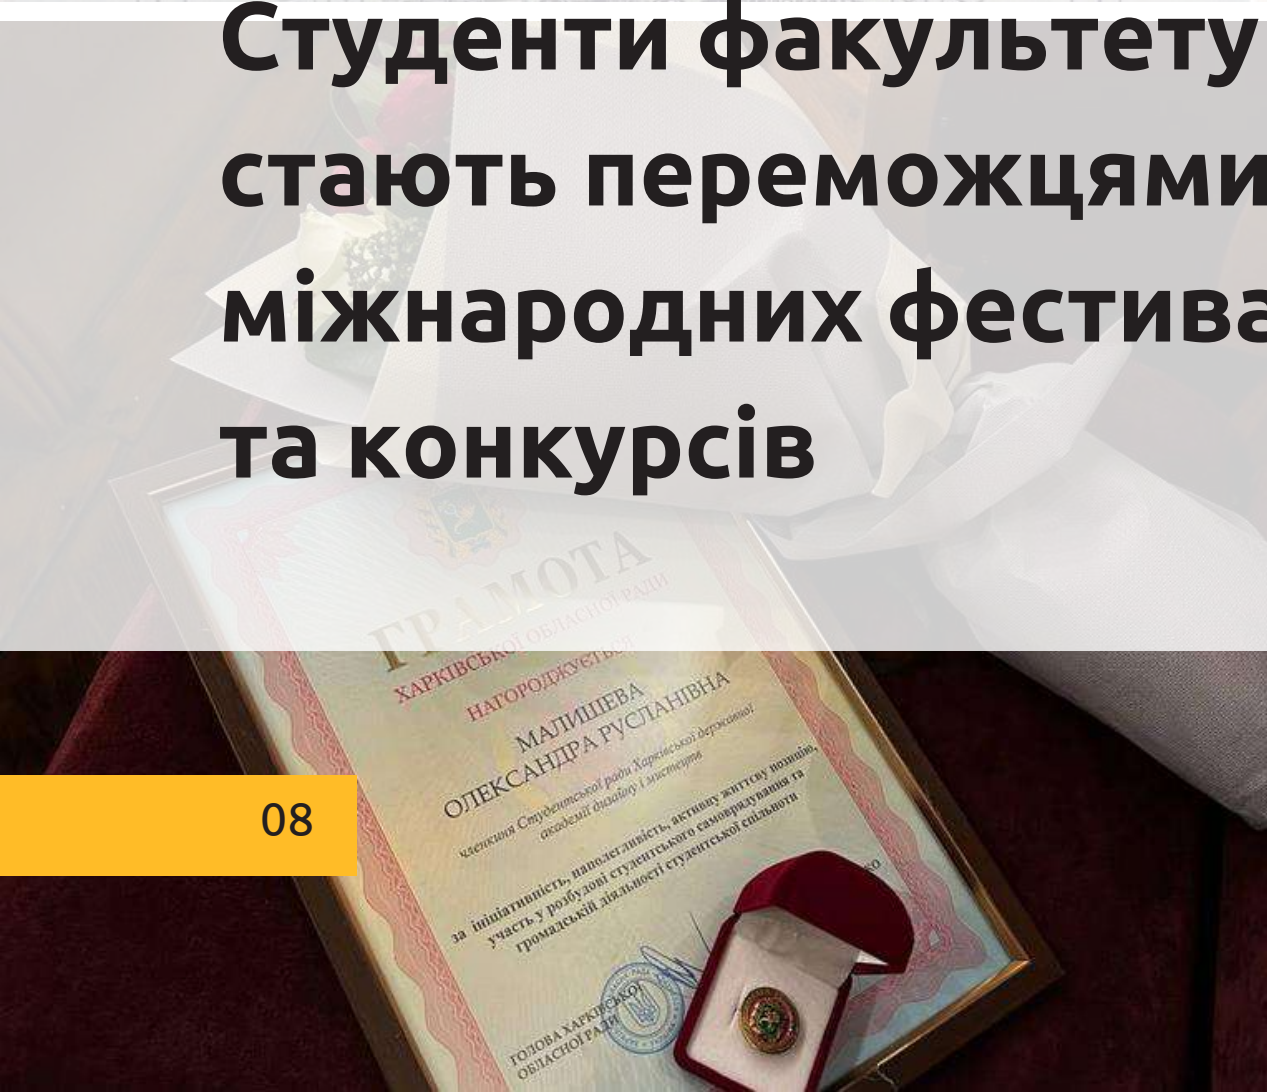 Студенти факультету
стають переможцями
міжнародних фестива
та конкурсів
ГРАМОТА
ХАРКІВСЬКОЇ ОБЛАСНОЇ РАДИ
НАГОРОДЖУЄТЬСЯ
МАЛИШЕВА
ОЛЕКСАНДРА РУСЛАНІВНА
членкиня Студентської ради Харківської державної
академії дизайну і мистецтв
за ініціативність, наполегливість, активну життєву позицію,
участь у розбудові студентського самоврядування та
громадській діяльності студентської спільноти
ГОЛОВА ХАРКІВСЬКОЇ
ОБЛАСНОЇ РАДИ
08